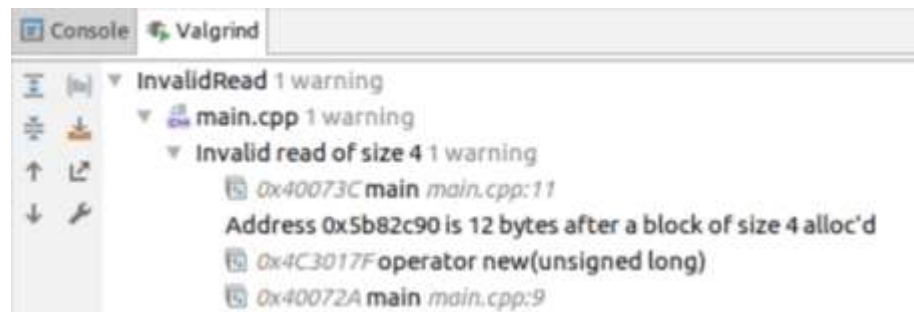 Console Valgrind
InvalidRead 1 warning
main.cpp 1 warning
Invalid read of size 4 1 warning
0x40073C main main.cpp:11
Address 0x5b82c90 is 12 bytes after a block of size 4 alloc'd
0x4C3017F operator new(unsigned long)
0x40072A main main.cpp:9